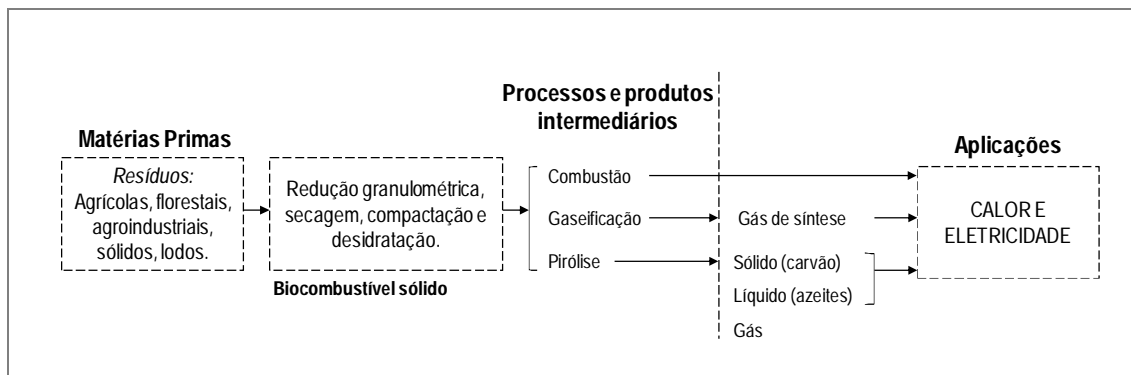 Matérias Primas
Resíduos:
Agrícolas, florestais,
agroindustriais,
sólidos, lodos.
Redução granulométrica,
secagem, compactação e
desidratação.
Biocombustível sólido
Processos e produtos
intermediários
Combustão
Gaseificação
Pirólise
Gás de síntese
Sólido (carvão)
Líquido (azeites)
Gás
Aplicações
CALOR E
ELETRICIDADE